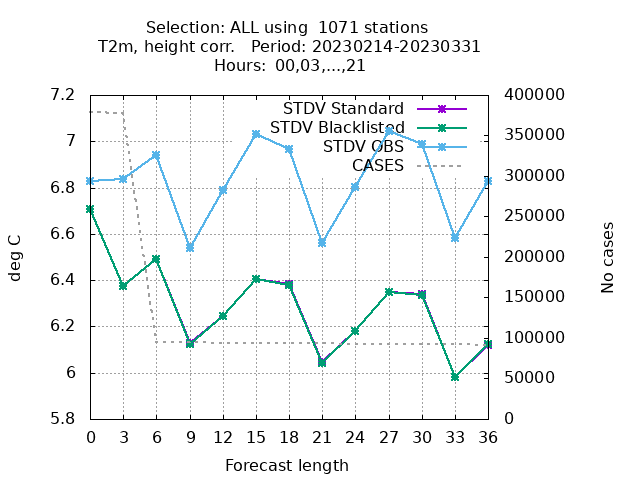 Selection: ALL using  1071 stations
T2m, height corr.   Period: 20230214-20230331
Hours: 00,03,...,21
STDV Standard
STDV Blacklisted
STDV OBS
CASES
7.2
7
6.8
6.6
6.4
6.2
6
5.8
400000
350000
300000
250000
200000
150000
100000
50000
0
deg C
No cases
0 3 6 9 12 15 18 21 24 27 30 33 36
Forecast length